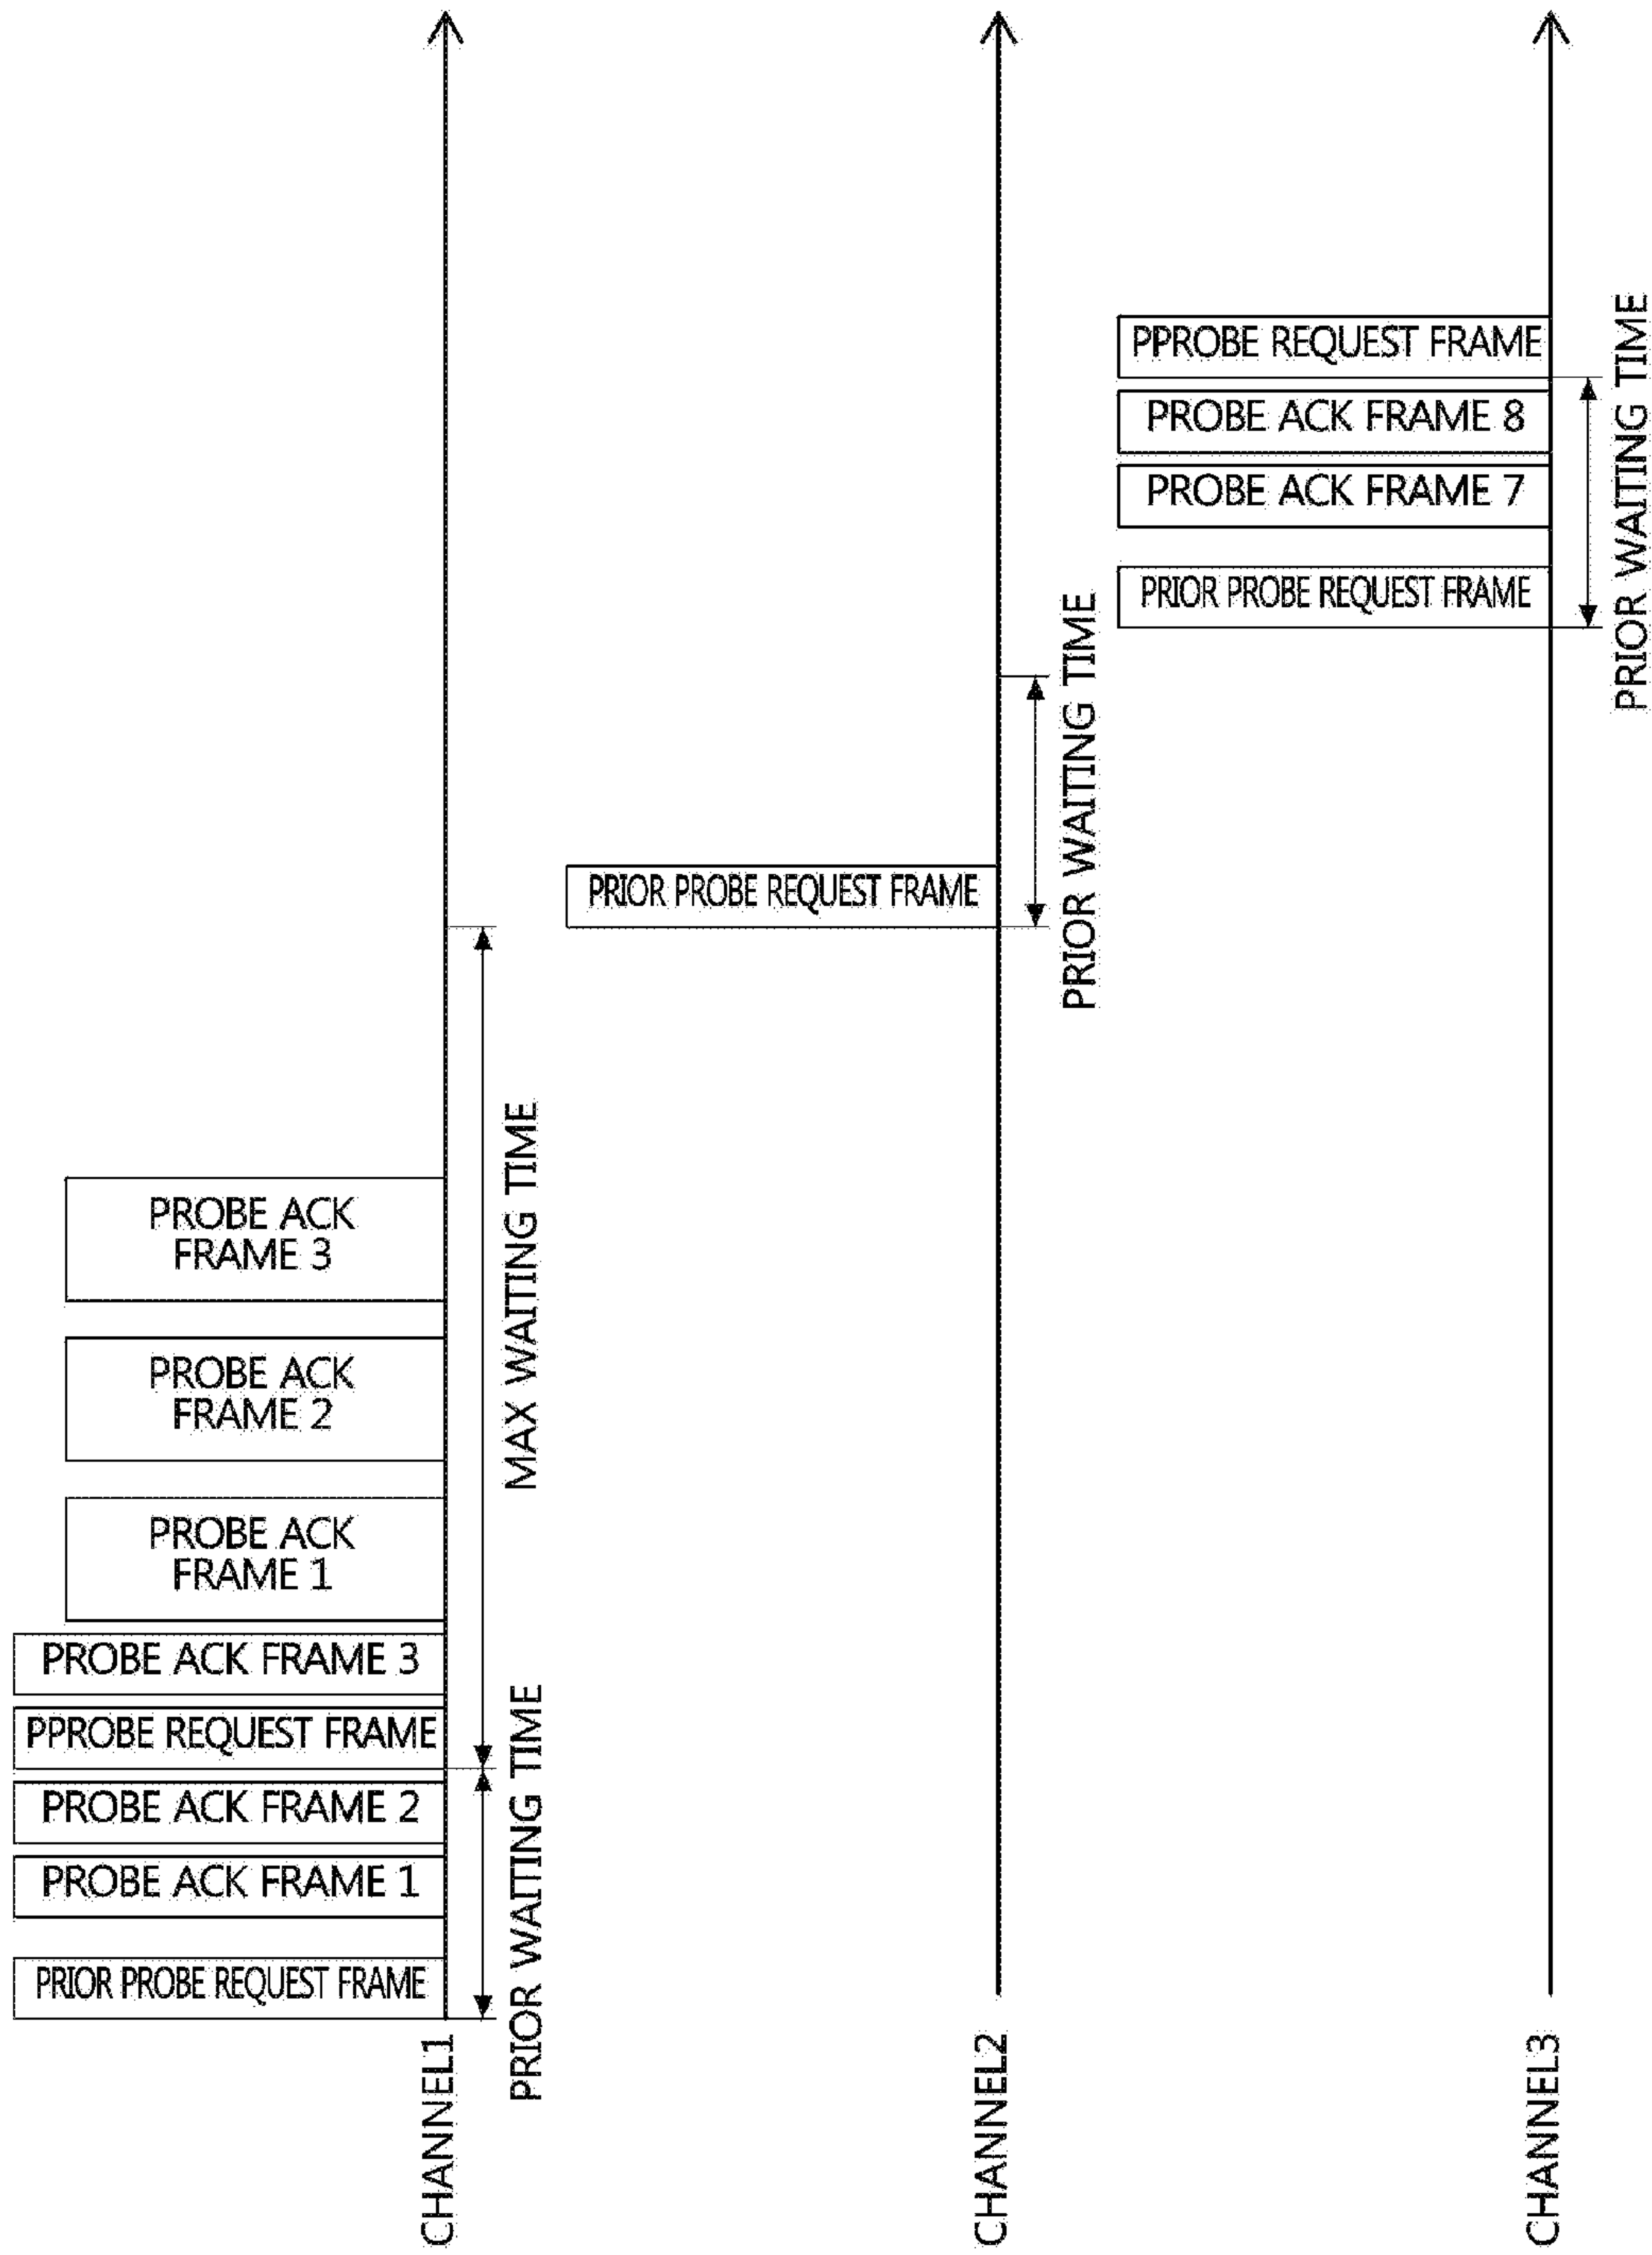 PROBE ACK
FRAME 3
PROBE ACK
FRAME 2
PROBE ACK
FRAME 1
PROBE ACK FRAME 3
PPROBE REQUEST FRAME
PROBE ACK FRAME 2
PROBE ACK FRAME 1
PRIOR PROBE REQUEST FRAME
MAX WAITING TIME
PRIOR WAITING TIME
CHANNEL1
PRIOR PROBE REQUEST FRAME
PRIOR WAITING TIME
CHANNEL2
PPROBE REQUEST FRAME
PROBE ACK FRAME 8
PROBE ACK FRAME 7
PRIOR PROBE REQUEST FRAME
PRIOR WAITING TIME
CHANNEL3